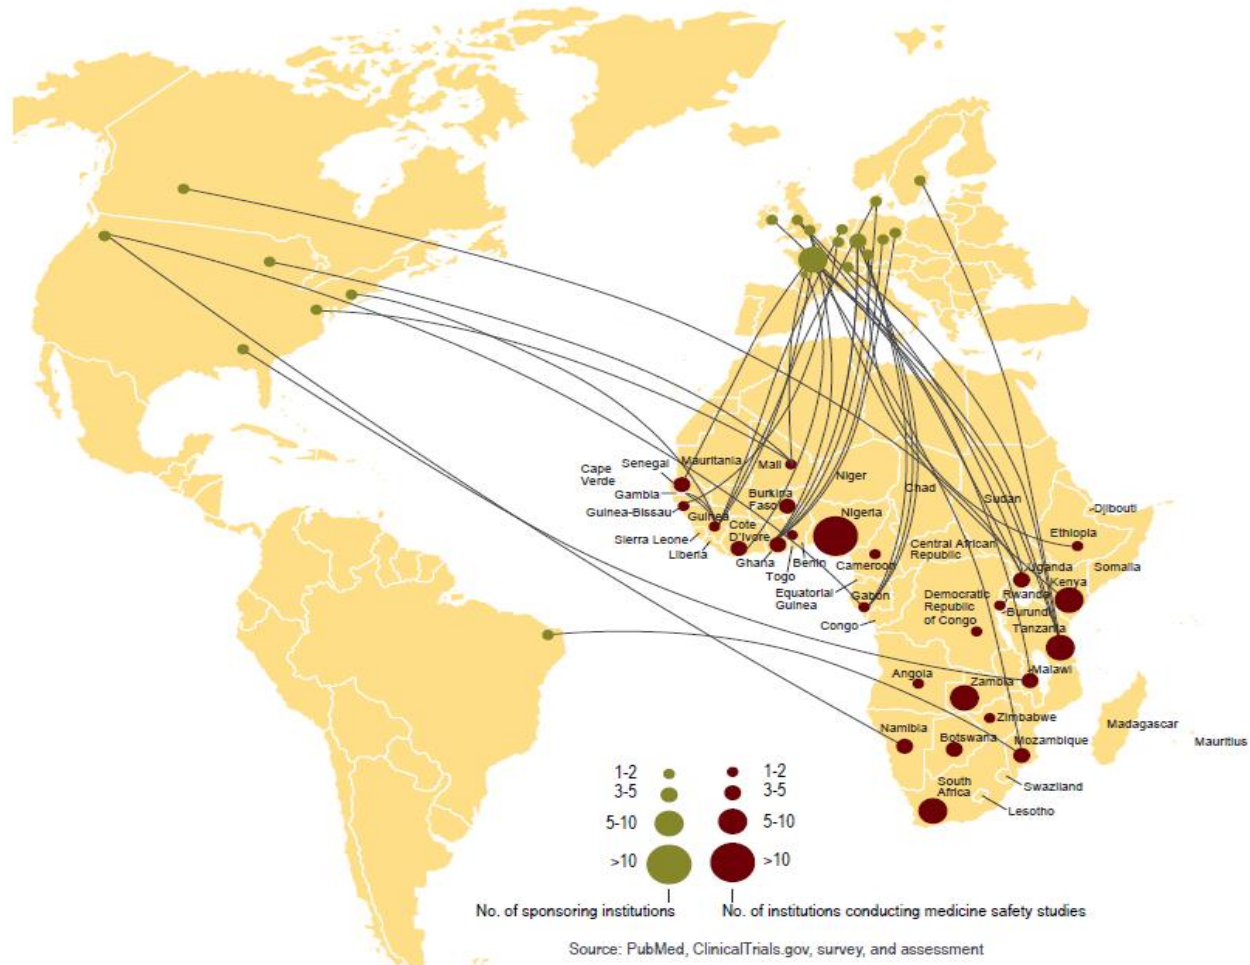 Senegal
Mauritania
Mali
Cape
Verde
Niger
Chad
Sudan
Djibouti
Gambia
Burkina
Faso
Guinea-Bissau
Guinea
Nigeria
Ethiopia
Cote
D'Ivore
Sierra Leone
Liberia
Ghana
Togo
Benin
Cameroon
Central African
Republic
Somalia
Uganda
Kenya
Equatorial
Guinea
Gabon
Democratic
Republic
of Congo
Rwanda
Burundi
Congo
Tanzania
Angola
Zambia
Malawi
Zimbabwe
Namibia
Botswana
Mozambique
Madagascar
Mauritius
South
Africa
Swaziland
Lesotho
1-2 1-2
3-5 3-5
5-10 5-10
>10 >10
No. of sponsoring institutions No. of institutions conducting medicine safety studies
Source: PubMed, ClinicalTrials.gov, survey, and assessment